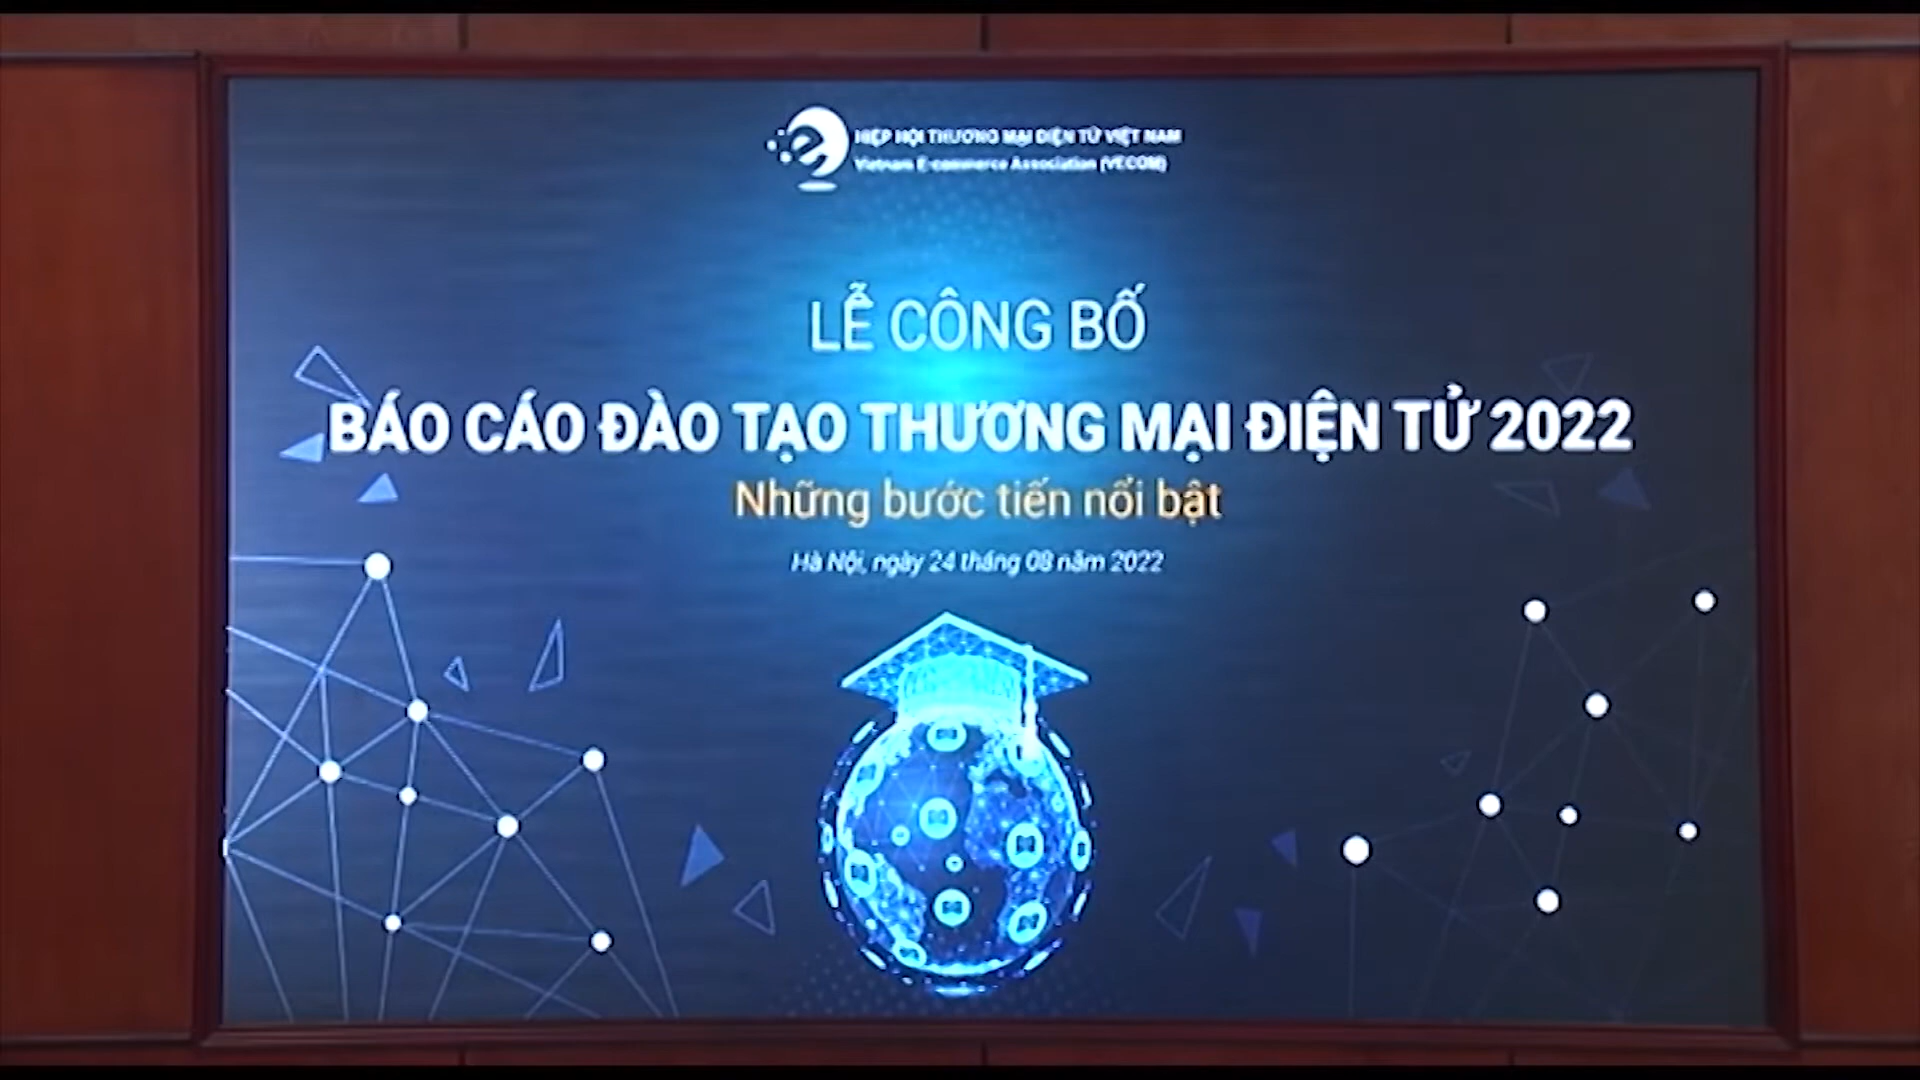 HIỆP HỘI THƯƠNG MẠI ĐIỆN TỬ VIỆT NAM
Vietnam E-commerce Association (VECOM)
LỄ CÔNG BỐ
BÁO CÁO ĐÀO TẠO THƯƠNG MẠI ĐIỆN TỬ 2022
Những bước tiến nổi bật
Hà Nội, ngày 24 tháng 08 năm 2022